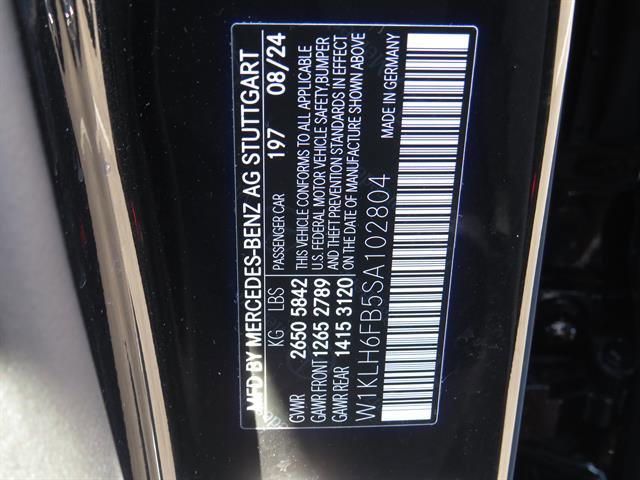 MFD BY MERCEDES-BENZ AG STUTTGART
KG LBS PASSENGER CAR 197 08/24
GVWR 2650 5842 THIS VEHICLE CONFORMS TO ALL APPLICABLE
GAWR FRONT 1265 2789 U.S. FEDERAL MOTOR VEHICLE SAFETY,BUMPER
GAWR REAR 1415 3120 AND THEFT PREVENTION STANDARDS IN EFFECT
ON THE DATE OF MANUFACTURE SHOWN ABOVE
MADE IN GERMANY
W1KLH6FB5SA102804